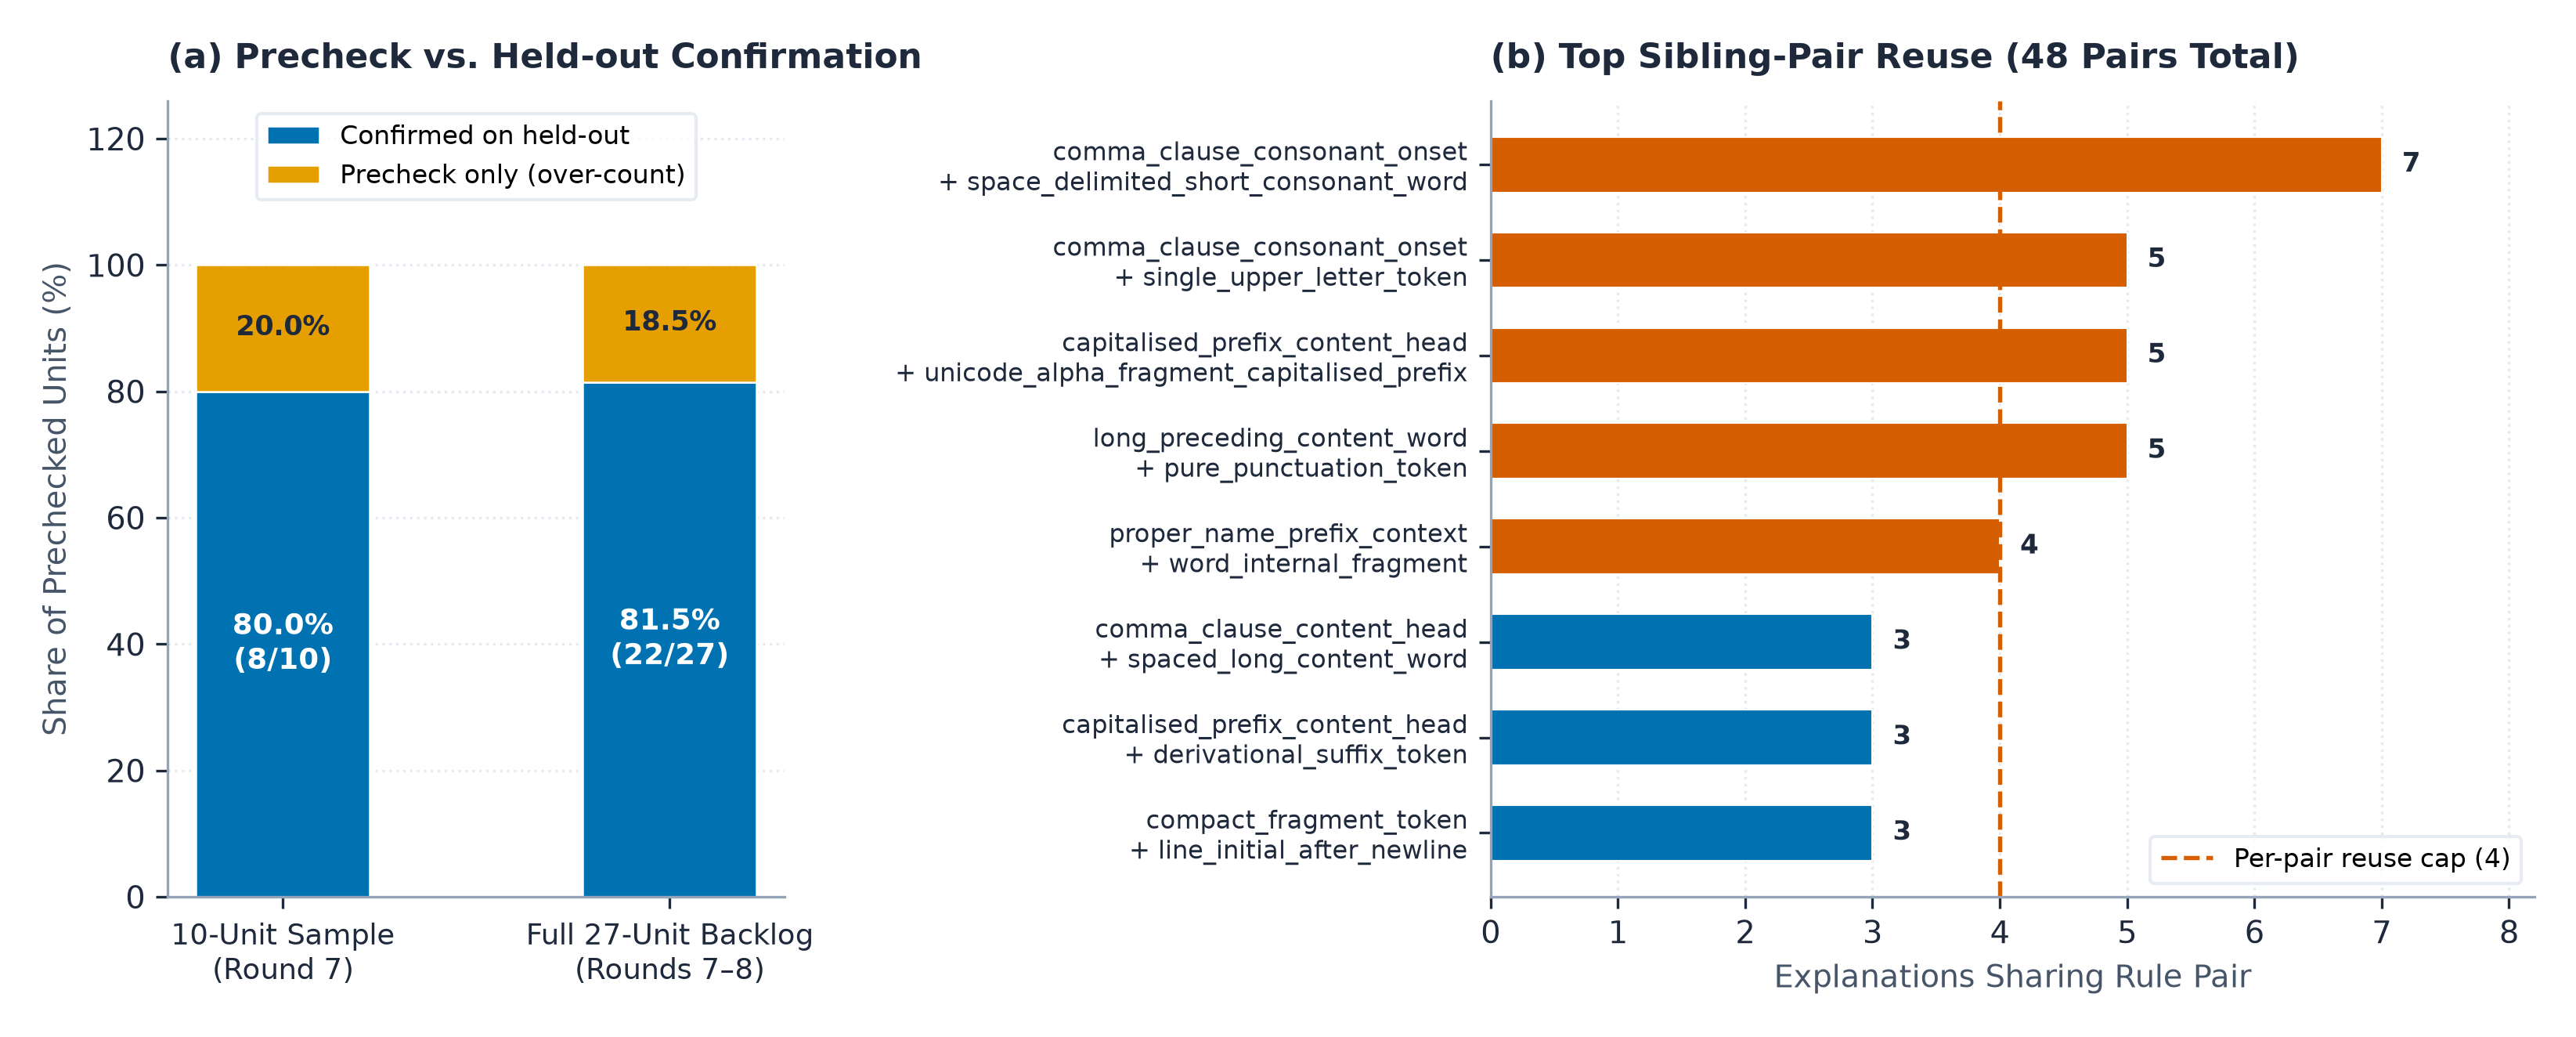 (a) Precheck vs. Held-out Confirmation
Confirmed on held-out
Precheck only (over-count)
Share of Prechecked Units (%)
120
100
80
60
40
20
0
20.0%
18.5%
80.0%
(8/10)
81.5%
(22/27)
10-Unit Sample
(Round 7)
Full 27-Unit Backlog
(Rounds 7–8)
(b) Top Sibling-Pair Reuse (48 Pairs Total)
comma_clause_consonant_onset
+ space_delimited_short_consonant_word
7
comma_clause_consonant_onset
+ single_upper_letter_token
5
capitalised_prefix_content_head
+ unicode_alpha_fragment_capitalised_prefix
5
long_preceding_content_word
+ pure_punctuation_token
5
proper_name_prefix_context
+ word_internal_fragment
4
comma_clause_content_head
+ spaced_long_content_word
3
capitalised_prefix_content_head
+ derivational_suffix_token
3
compact_fragment_token
+ line_initial_after_newline
3
Per-pair reuse cap (4)
0 1 2 3 4 5 6 7 8
Explanations Sharing Rule Pair